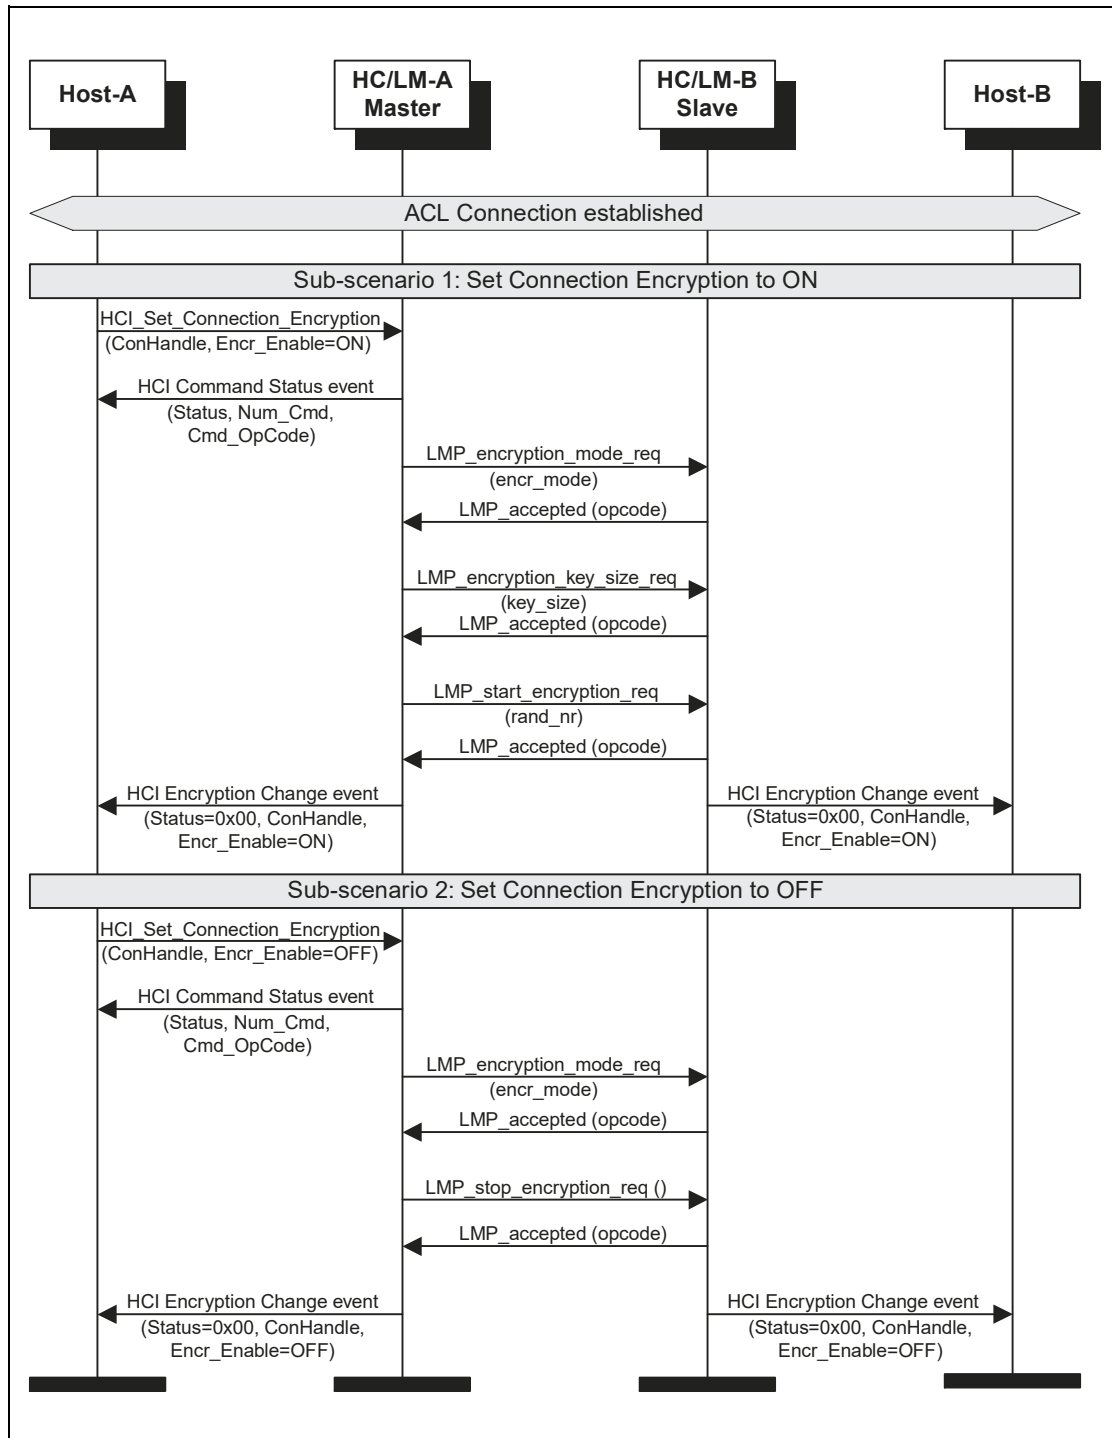 Host-A
HC/LM-A
Master
HC/LM-B
Slave
Host-B
ACL Connection established
Sub-scenario 1: Set Connection Encryption to ON
HCI_Set_Connection_Encryption
(ConHandle, Encr_Enable=ON)
HCI Command Status event
(Status, Num_Cmd,
Cmd_OpCode)
LMP_encryption_mode_req
(encr_mode)
LMP_accepted (opcode)
LMP_encryption_key_size_req
(key_size)
LMP_accepted (opcode)
LMP_start_encryption_req
(rand_nr)
LMP_accepted (opcode)
HCI Encryption Change event
(Status=0x00, ConHandle,
Encr_Enable=ON)
HCI Encryption Change event
(Status=0x00, ConHandle,
Encr_Enable=ON)
Sub-scenario 2: Set Connection Encryption to OFF
HCI_Set_Connection_Encryption
(ConHandle, Encr_Enable=OFF)
HCI Command Status event
(Status, Num_Cmd,
Cmd_OpCode)
LMP_encryption_mode_req
(encr_mode)
LMP_accepted (opcode)
LMP_stop_encryption_req ()
LMP_accepted (opcode)
HCI Encryption Change event
(Status=0x00, ConHandle,
Encr_Enable=OFF)
HCI Encryption Change event
(Status=0x00, ConHandle,
Encr_Enable=OFF)